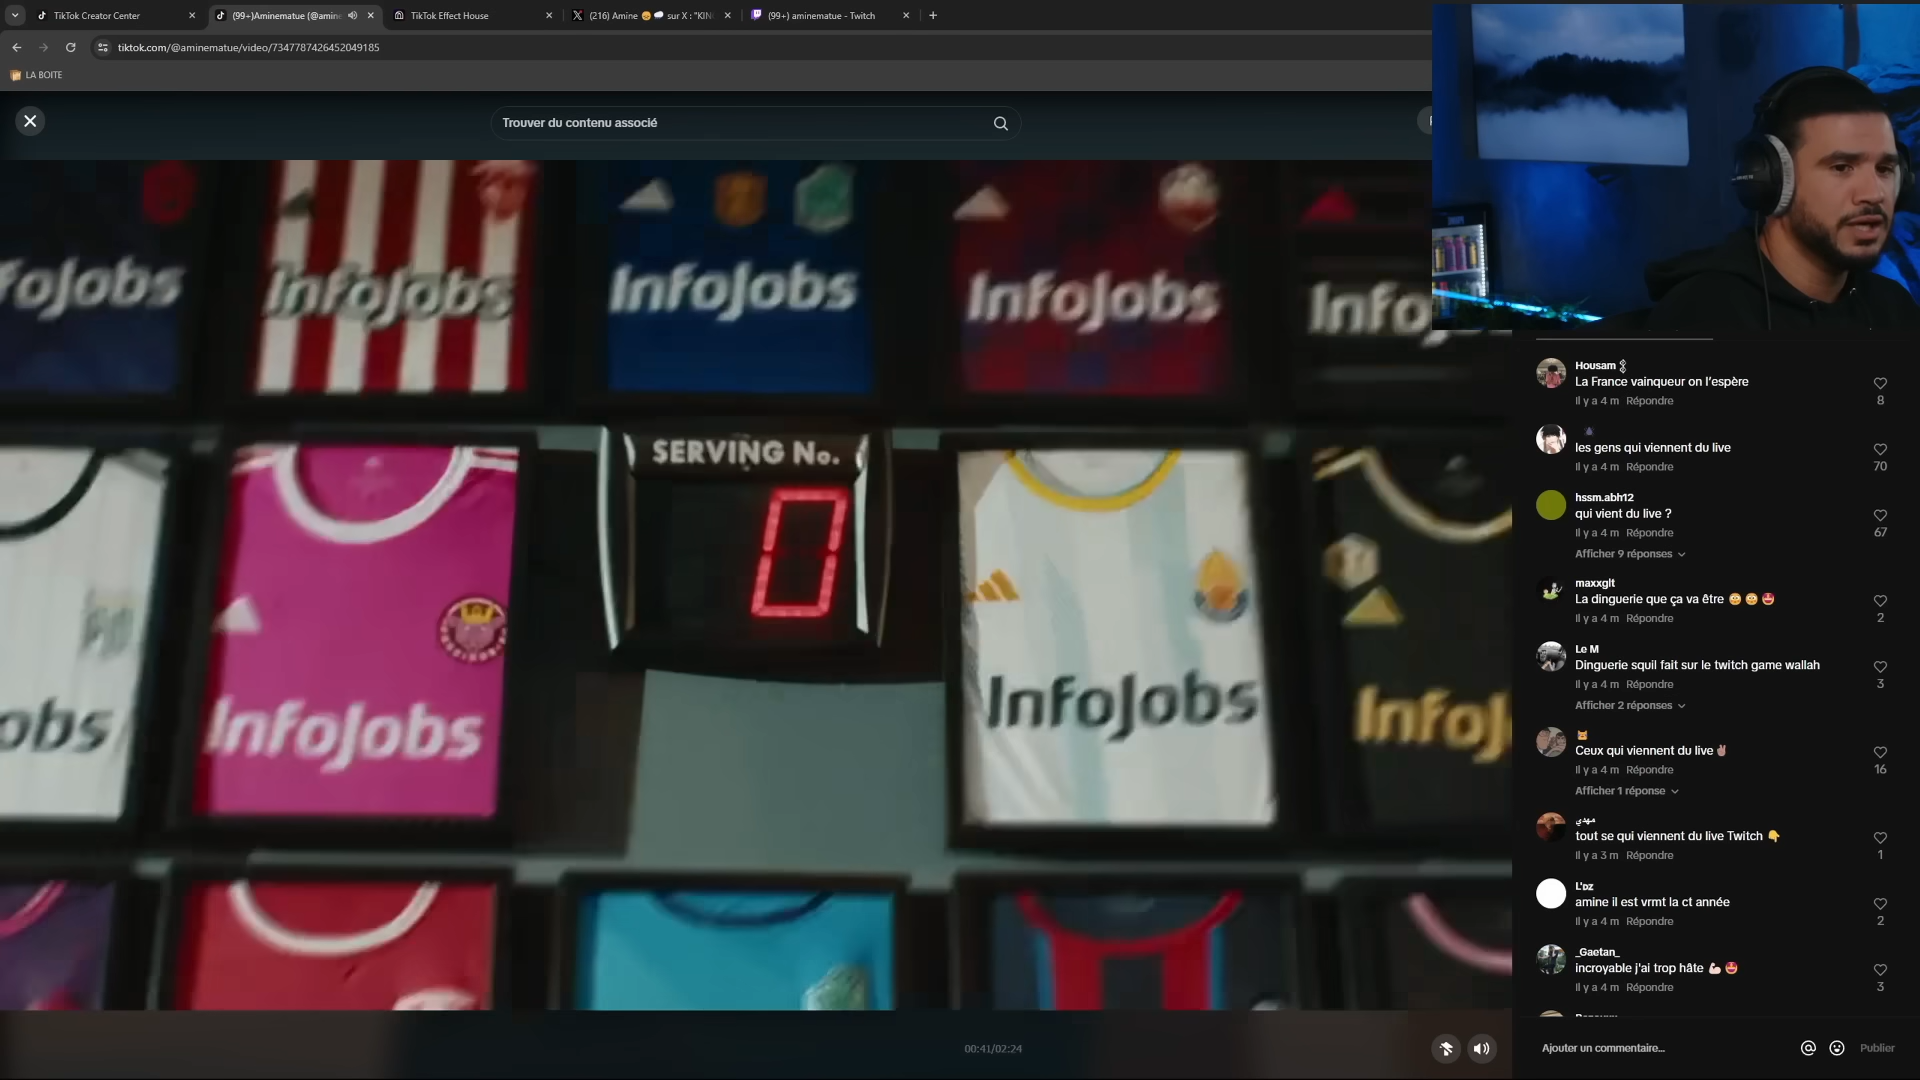 TikTok Creator Center
(99+)Aminematue (@amine
TikTok Effect House
(216) Amine 😡☁️ sur X : "KIN
(99+) aminematue - Twitch
tiktok.com/@aminematue/video/7347787426452049185
LA BOITE
Trouver du contenu associé
InfoJobs
InfoJobs
InfoJobs
SERVING No.
0
InfoJobs
InfoJobs
00:41/02:24
Housam
La France vainqueur on l'espère
8
Il y a 4 m Répondre
les gens qui viennent du live
Il y a 4 m Répondre
70
hssm.abh12
qui vient du live ?
Il y a 4 m Répondre
67
Afficher 9 réponses
maxxg!t
La dinguerie que ça va être 😳😳🤩
Il y a 4 m Répondre
2
Le M
Dinguerie squil fait sur le twitch game wallah
Il y a 4 m Répondre
3
Afficher 2 réponses
Ceux qui viennent du live✌🏽
Il y a 4 m Répondre
16
Afficher 1 réponse
مهدي
tout se qui viennent du live Twitch 👇
Il y a 3 m Répondre
1
L'ᴅᴢ
amine il est vrmt la ct année
Il y a 4 m Répondre
2
_Gaetan_
incroyable j'ai trop hâte 💪🏻🤩
Il y a 4 m Répondre
3
Ajouter un commentaire...
Publier